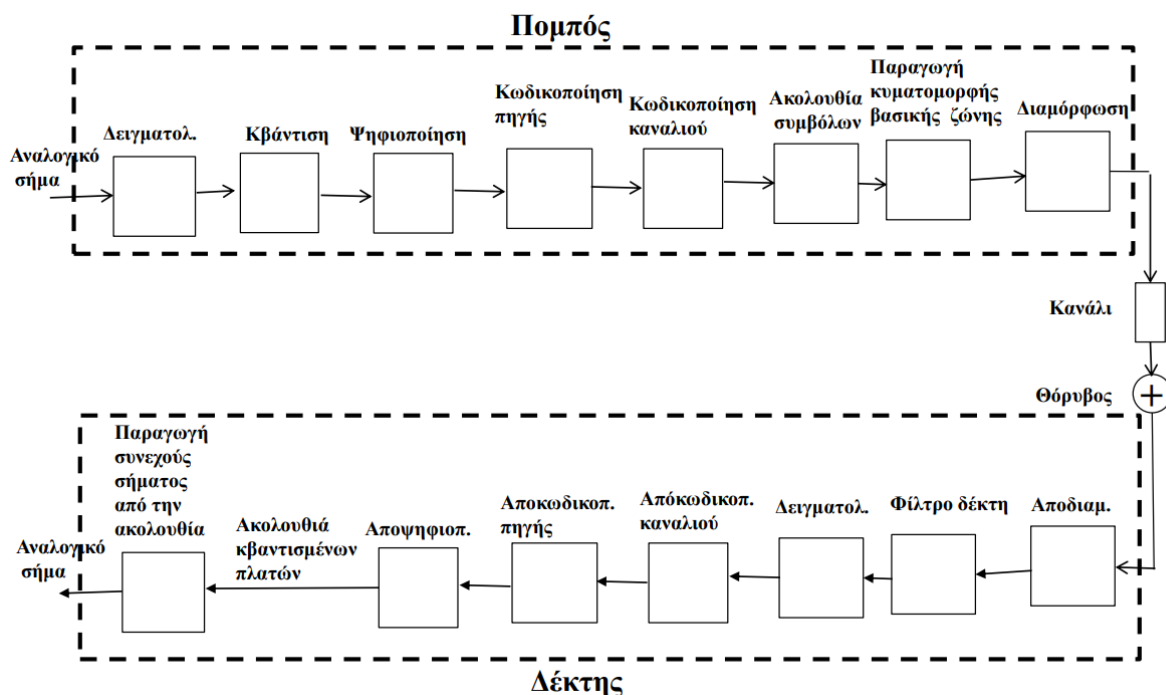 Πομπός
Αναλογικό
σήμα
Δειγματολ.
Κβάντιση
Ψηφιοποίηση
Κωδικοποίηση
πηγής
Κωδικοποίηση
καναλιού
Ακολουθία
συμβόλων
Παραγωγή
κυματομορφής
βασικής ζώνης
Διαμόρφωση
Κανάλι
Θόρυβος
+
Αποδιαμ.
Φίλτρο δέκτη
Δειγματολ.
Απόκωδικοπ.
καναλιού
Αποκωδικοπ.
πηγής
Αποψηφιοπ.
Ακολουθιά
κβαντισμένων
πλατών
Παραγωγή
συνεχούς
σήματος
από την
ακολουθία
Αναλογικό
σήμα
Δέκτης